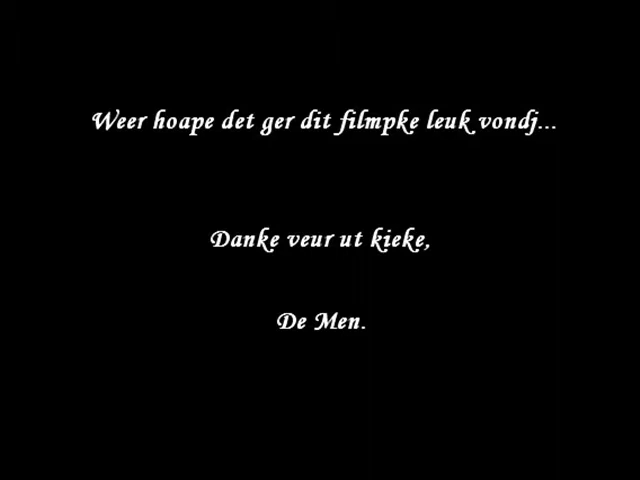 Weer hoape det ger dit filmpke leuk vondj...
Danke veur ut kieke,
De Men.